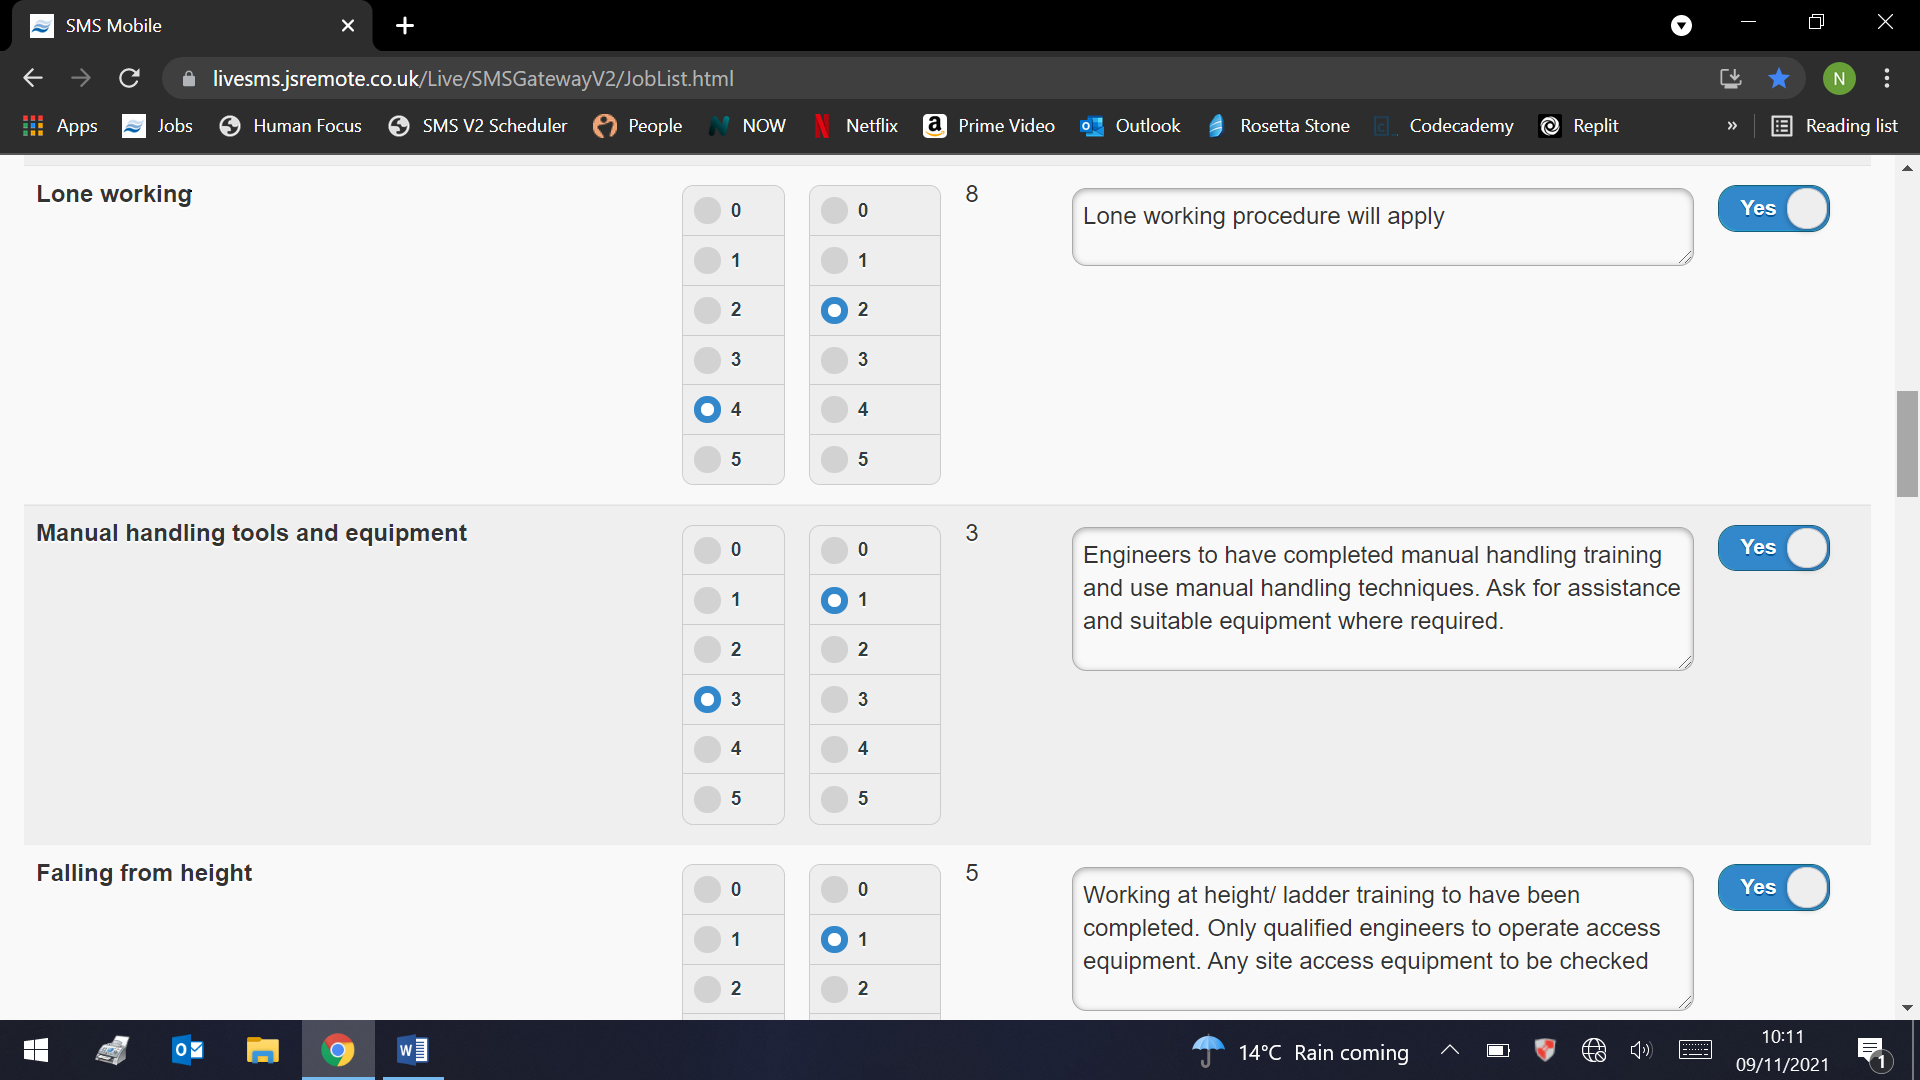 SMS Mobile
livesms.jsremote.co.uk/Live/SMSGatewayV2/JobList.html
N
Apps Jobs Human Focus SMS V2 Scheduler People NOW Netflix Prime Video Outlook Rosetta Stone Codecademy Replit » Reading list
Lone working
0
1
2
3
4
5
0
1
2
3
4
5
8
Lone working procedure will apply
Yes
Manual handling tools and equipment
0
1
2
3
4
5
0
1
2
3
4
5
3
Engineers to have completed manual handling training
and use manual handling techniques. Ask for assistance
and suitable equipment where required.
Yes
Falling from height
0
1
2
0
1
2
5
Working at height/ ladder training to have been
completed. Only qualified engineers to operate access
equipment. Any site access equipment to be checked
Yes
14°C Rain coming
10:11
09/11/2021
1